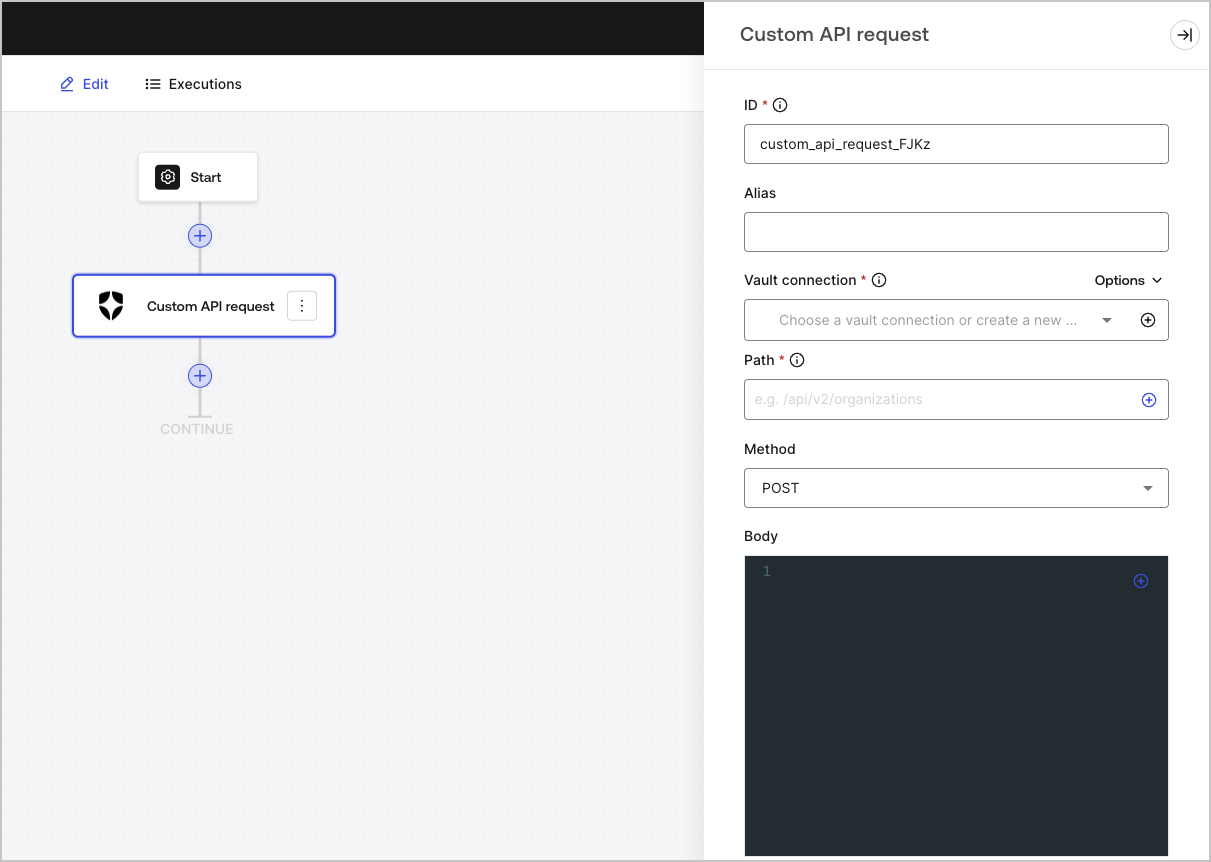 Edit
Executions
Start
Custom API request
CONTINUE
Custom API request
ID *
custom_api_request_FJKz
Alias
Vault connection *
Options
Choose a vault connection or create a new ...
Path *
e.g. /api/v2/organizations
Method
POST
Body
1